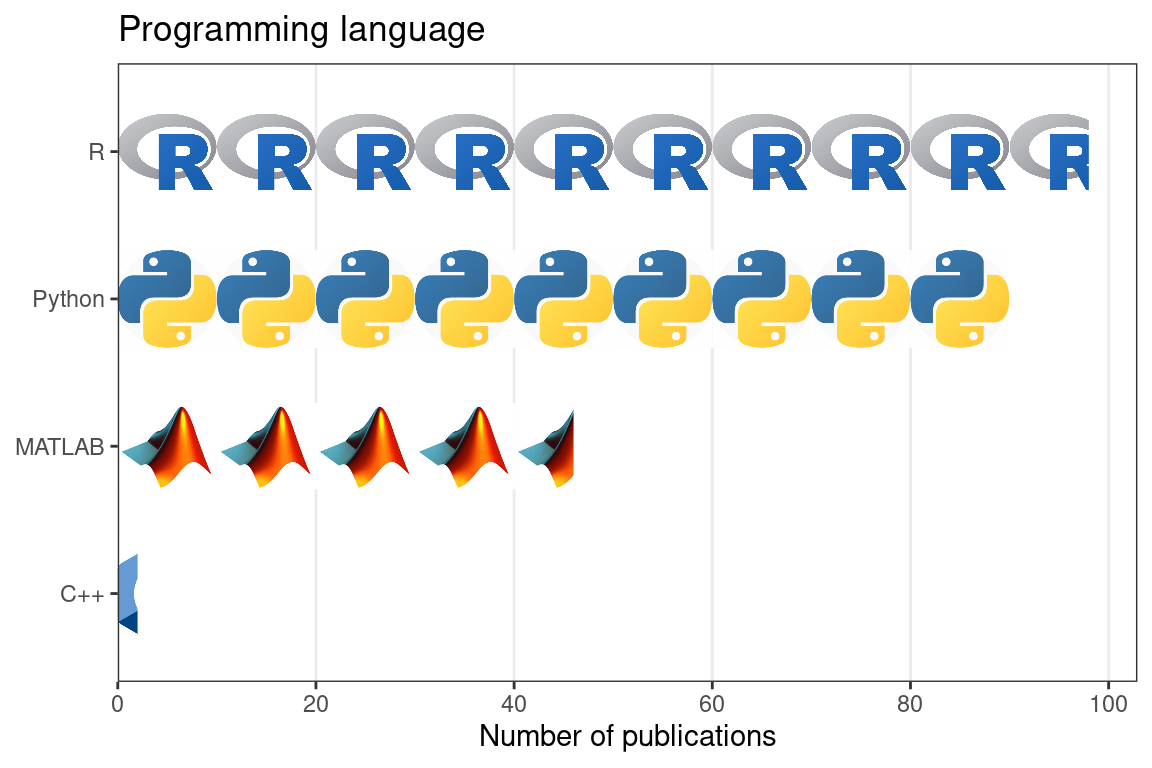 Programming language
R
R R R R R R R R R R
Python
MATLAB
C++
0 20 40 60 80 100
Number of publications